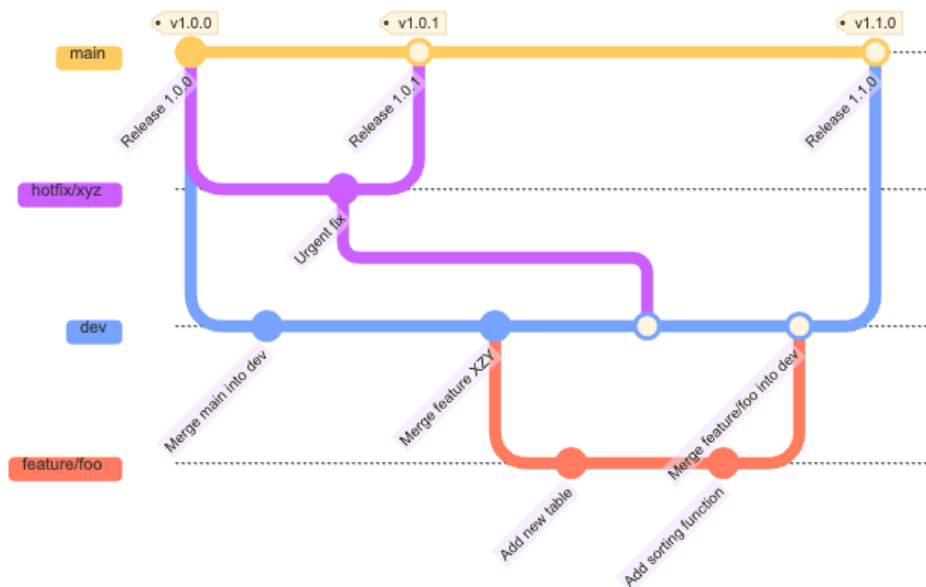 v1.0.0
v1.0.1
v1.1.0
main
Release 1.0.0
Release 1.0.1
Release 1.1.0
hotfix/xyz
Urgent fix
dev
Merge main into dev
Merge feature XZY
Merge feature/foo into dev
feature/foo
Add new table
Add sorting function